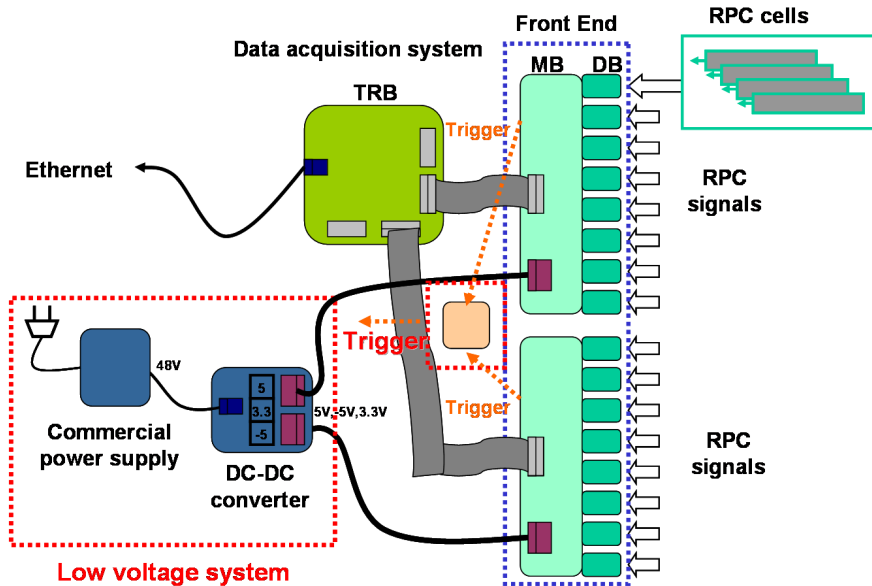 Front End
RPC cells
Data acquisition system
MB
DB
TRB
Trigger
Ethernet
RPC
signals
Trigger
48V
5
3.3
-5
5V,-5V,3.3V
Trigger
Commercial
power supply
DC-DC
converter
RPC
signals
Low voltage system